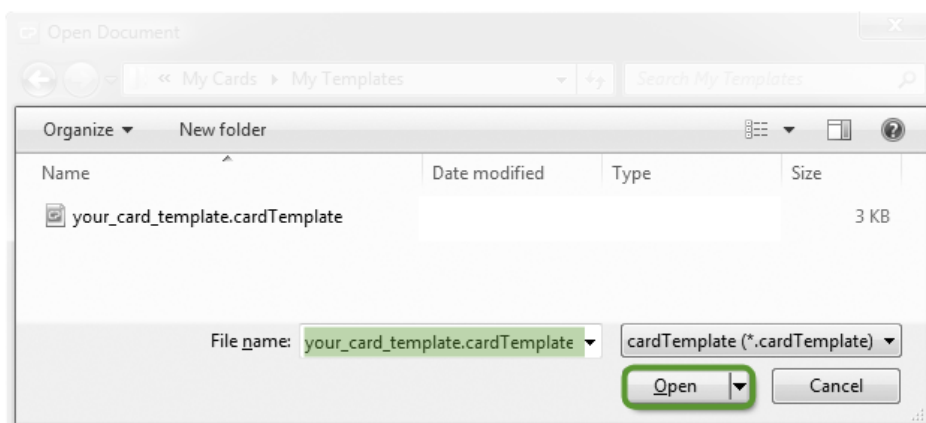 Open Document
« My Cards ▸ My Templates Search My Templates
Organize ▾ New folder
Name Date modified Type Size
your_card_template.cardTemplate 3 KB
File name: your_card_template.cardTemplate cardTemplate (*.cardTemplate)
Open Cancel